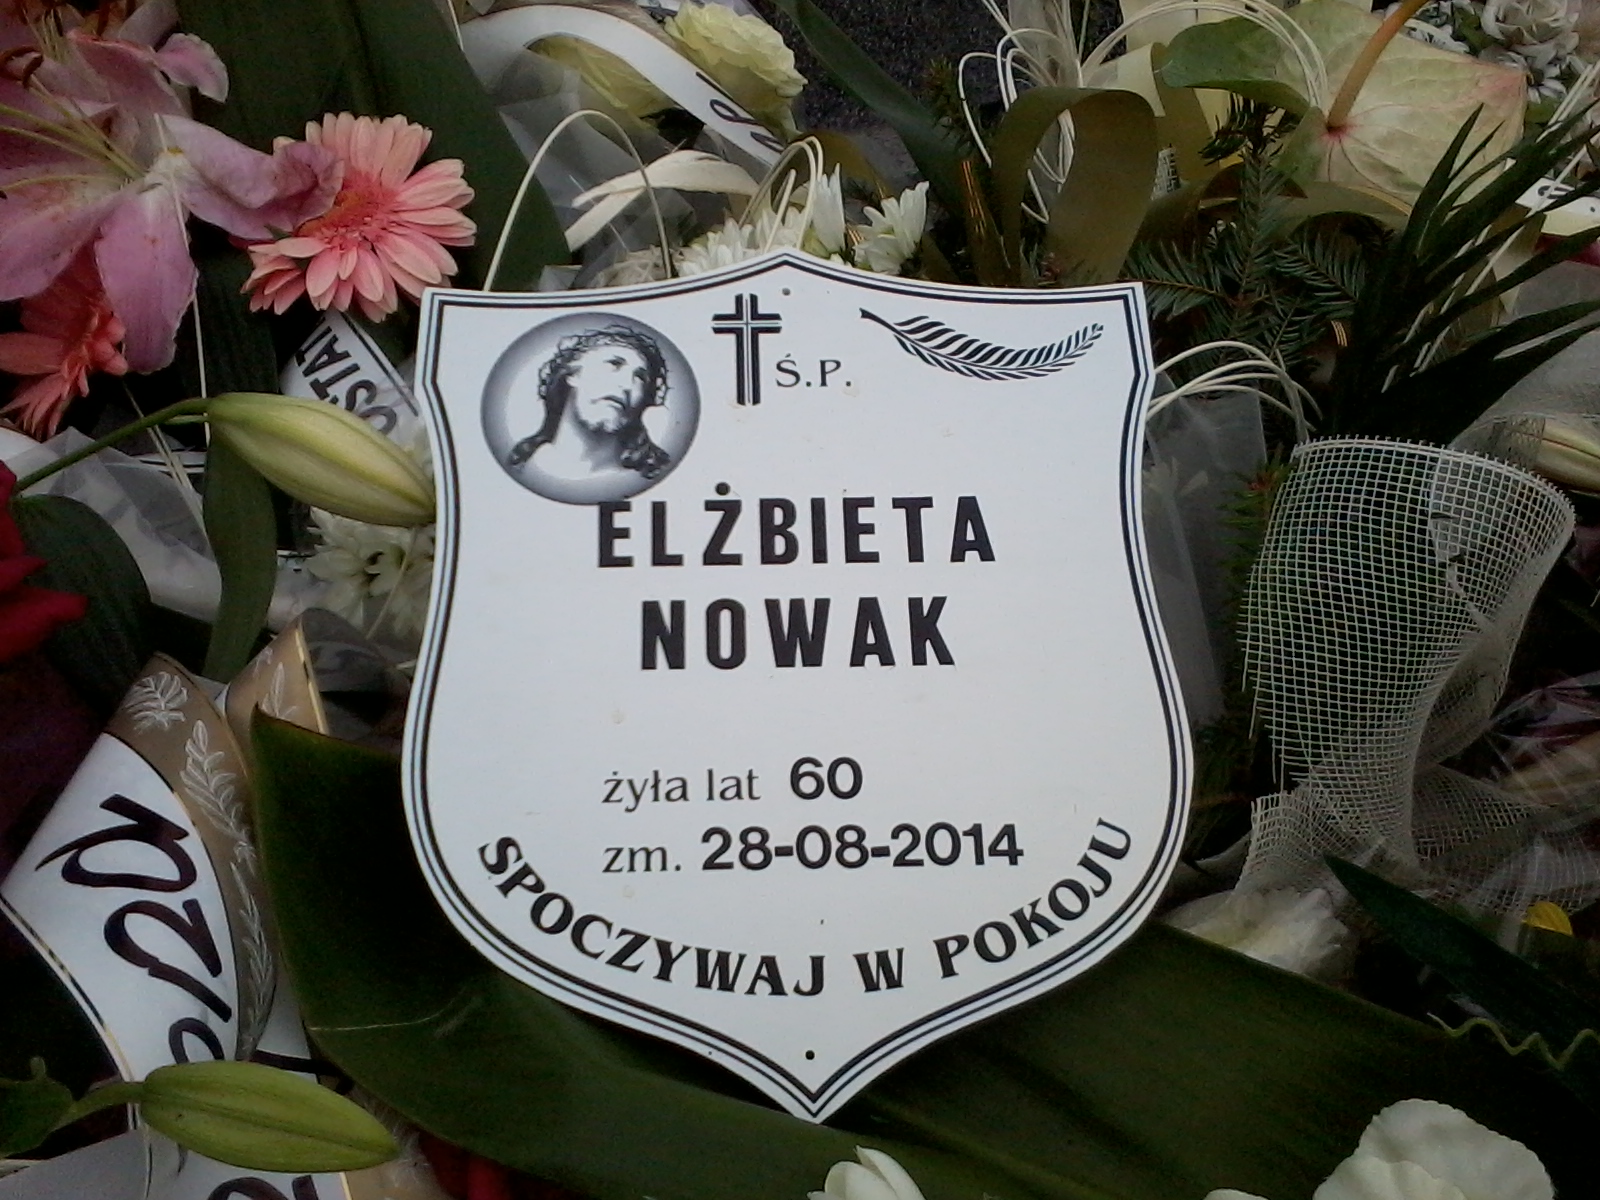 Ś.P.
ELŻBIETA
NOWAK
żyła lat 60
zm. 28-08-2014
SPOCZYWAJ W POKOJU